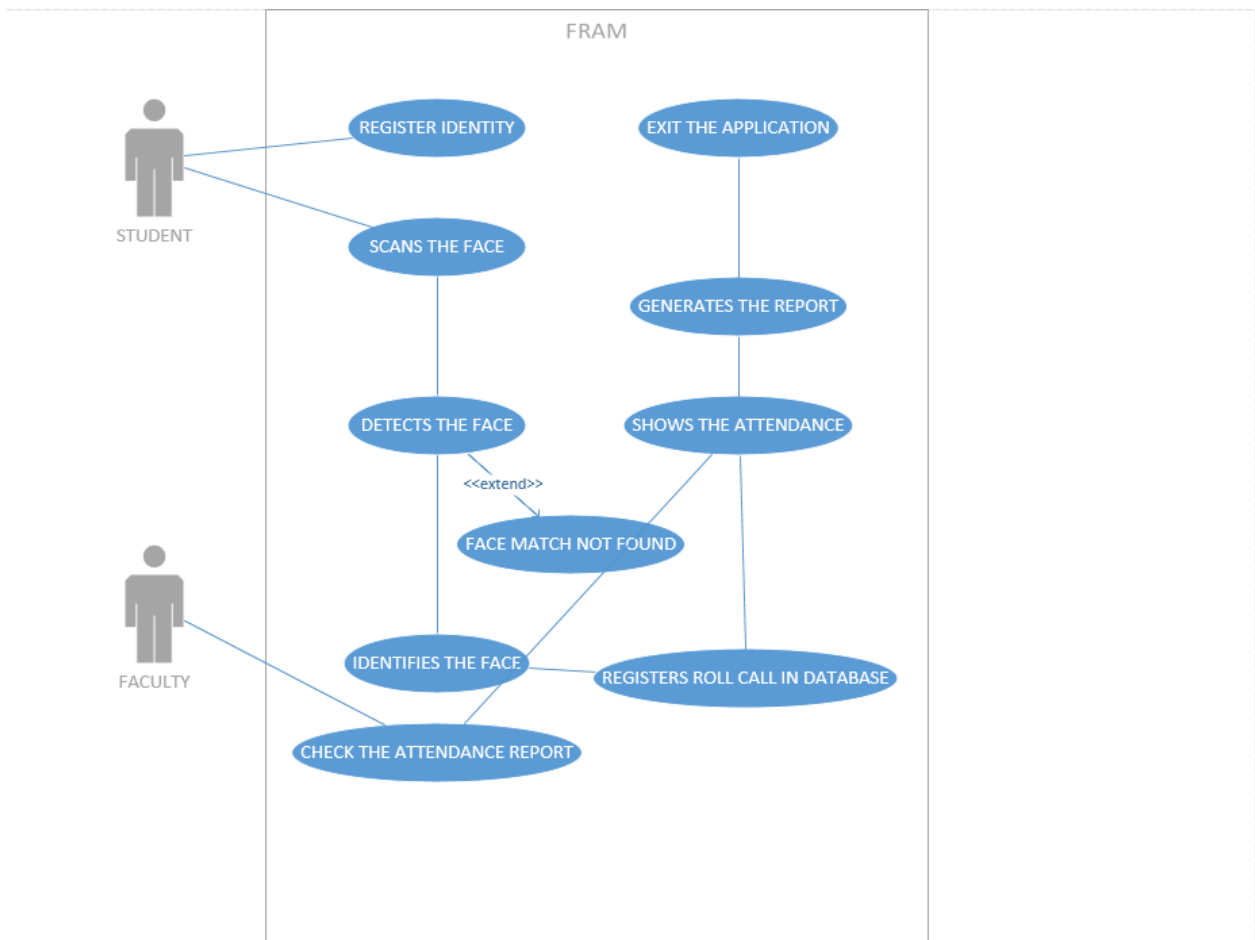 FRAM
REGISTER IDENTITY
EXIT THE APPLICATION
STUDENT
SCANS THE FACE
GENERATES THE REPORT
DETECTS THE FACE
SHOWS THE ATTENDANCE
<<extend>>
FACE MATCH NOT FOUND
IDENTIFIES THE FACE
REGISTERS ROLL CALL IN DATABASE
FACULTY
CHECK THE ATTENDANCE REPORT